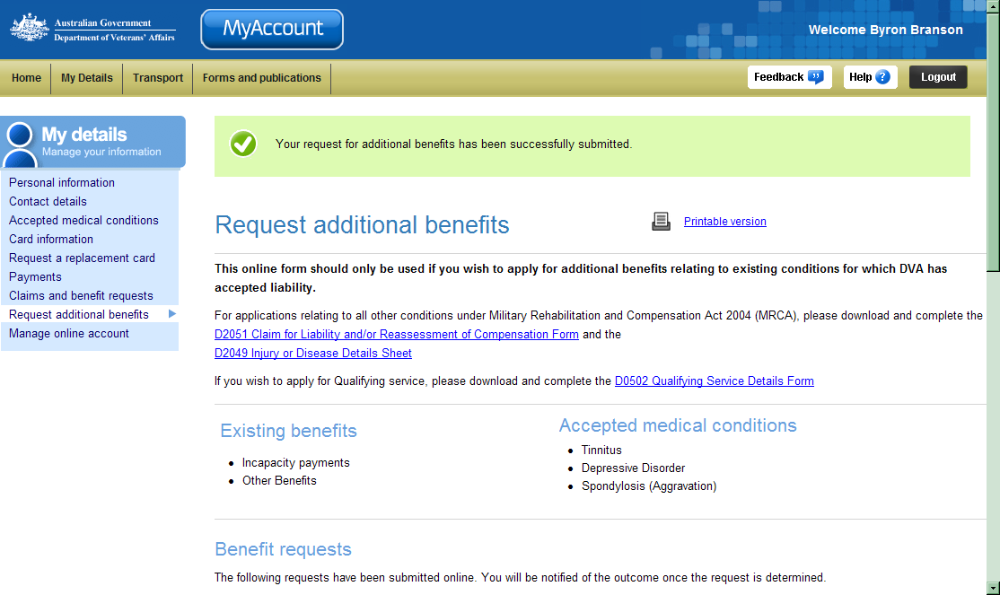 Australian Government
Department of Veterans' Affairs
MyAccount
Welcome Byron Branson
Home
My Details
Transport
Forms and publications
Feedback
Help
Logout
My details
Manage your information
Personal information
Contact details
Accepted medical conditions
Card information
Request a replacement card
Payments
Claims and benefit requests
Request additional benefits
Manage online account
Your request for additional benefits has been successfully submitted.
Request additional benefits
Printable version
This online form should only be used if you wish to apply for additional benefits relating to existing conditions for which DVA has
accepted liability.
For applications relating to all other conditions under Military Rehabilitation and Compensation Act 2004 (MRCA), please download and complete the
D2051 Claim for Liability and/or Reassessment of Compensation Form and the
D2049 Injury or Disease Details Sheet
If you wish to apply for Qualifying service, please download and complete the D0502 Qualifying Service Details Form
Existing benefits
Incapacity payments
Other Benefits
Accepted medical conditions
Tinnitus
Depressive Disorder
Spondylosis (Aggravation)
Benefit requests
The following requests have been submitted online. You will be notified of the outcome once the request is determined.